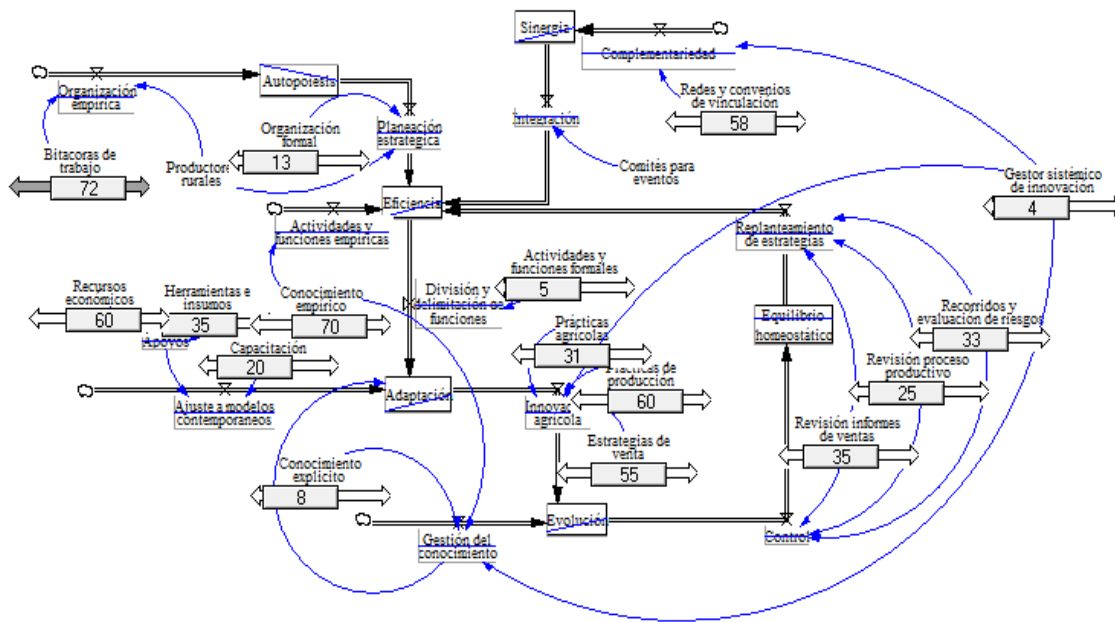 Sinergia
Complementariedad
Autopoiesis
Organización
empírica
Redes y convenios
de vinculación
58
Organización
formal
13
Planeación
estrategica
Integración
Bitacoras de
trabajo
72
Productores
rurales
Comités para
eventos
Gestor sistémico
de innovación
4
Eficiencia
Actividades y
funciones empíricas
Replanteamiento
de estrategias
Actividades y
funciones formales
5
División y
delimitación de
funciones
Recursos
económicos
60
Herramientas e
insumos
35
Conocimiento
empírico
70
Apoyos
Equilibrio
homeostático
Recorridos y
evaluación de riesgos
33
Prácticas
agrícolas
31
Capacitación
20
Revisión proceso
productivo
25
Prácticas de
producción
60
Adaptación
Ajuste a modelos
contemporaneos
agrícola
Revisión informes
de ventas
35
Estrategias de
venta
55
Conocimiento
explícito
8
Evolución
Control
Gestión del
conocimiento